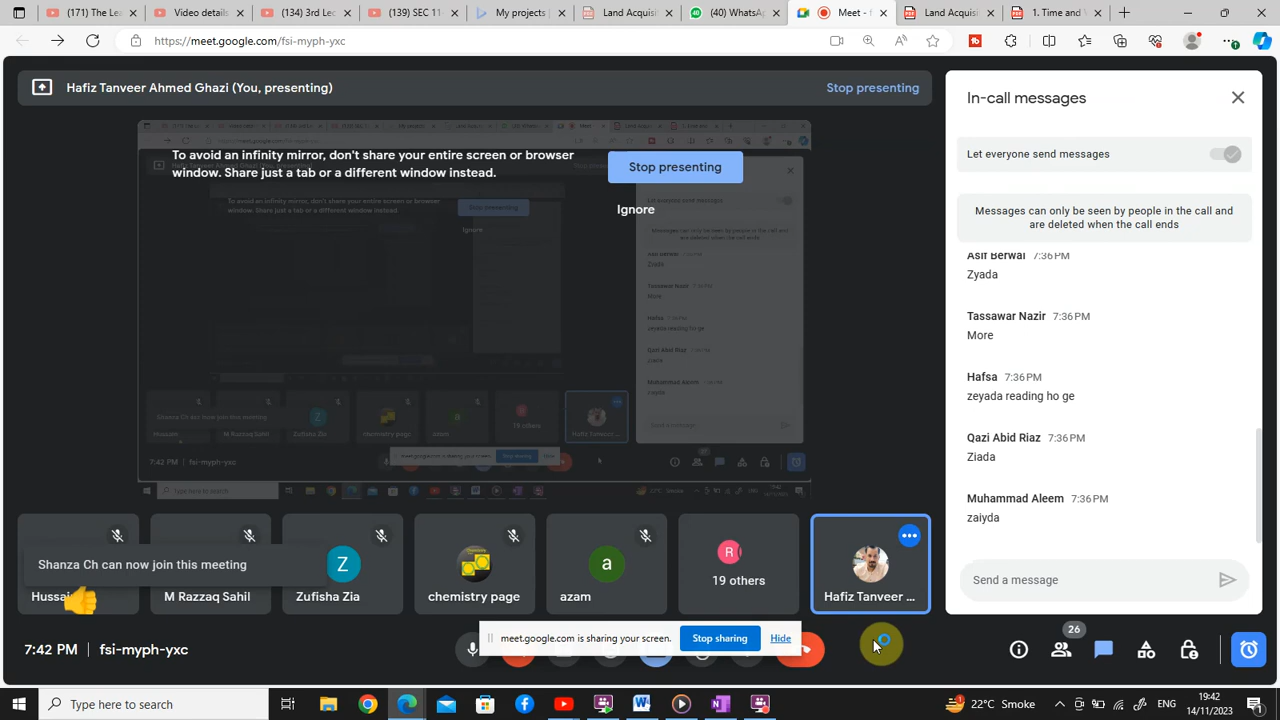 (171) The Lec
Video details
(134) 3rd Lec
(139) SEC 11
My projects |
Land Acquisi
(40) WhatsAp
Meet - f
Land Acquisi
1. Time and V
https://meet.google.com/fsi-myph-yxc
Hafiz Tanveer Ahmed Ghazi (You, presenting)
Stop presenting
To avoid an infinity mirror, don't share your entire screen or browser
window. Share just a tab or a different window instead.
Stop presenting
Ignore
In-call messages
Let everyone send messages
Messages can only be seen by people in the call and
are deleted when the call ends
Asif Berwal 7:36 PM
Zyada
Tassawar Nazir 7:36 PM
More
Hafsa 7:36 PM
zeyada reading ho ge
Qazi Abid Riaz 7:36 PM
Ziada
Muhammad Aleem 7:36 PM
zaiyda
Send a message
Shanza Ch can now join this meeting
Hussai
M Razzaq Sahil
Z
Zufisha Zia
chemistry page
a
azam
R
19 others
Hafiz Tanveer ...
meet.google.com is sharing your screen.
Stop sharing
Hide
7:42 PM
fsi-myph-yxc
26
Type here to search
22°C Smoke
ENG
19:42
14/11/2023
1